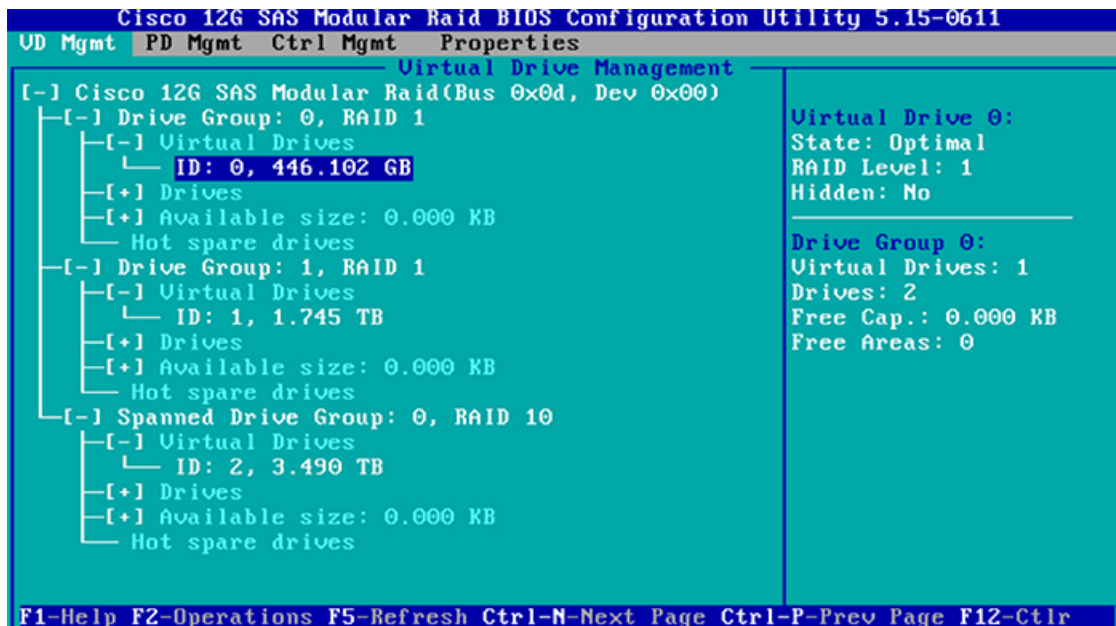 Cisco 12G SAS Modular Raid BIOS Configuration Utility 5.15-0611
VD Mgmt PD Mgmt Ctrl Mgmt Properties
Virtual Drive Management
[-] Cisco 12G SAS Modular Raid(Bus 0x0d, Dev 0x00)
[-] Drive Group: 0, RAID 1
[-] Virtual Drives
ID: 0, 446.102 GB
[+] Drives
[+] Available size: 0.000 KB
Hot spare drives
[-] Drive Group: 1, RAID 1
[-] Virtual Drives
ID: 1, 1.745 TB
[+] Drives
[+] Available size: 0.000 KB
Hot spare drives
[-] Spanned Drive Group: 0, RAID 10
[-] Virtual Drives
ID: 2, 3.490 TB
[+] Drives
[+] Available size: 0.000 KB
Hot spare drives
Virtual Drive 0:
State: Optimal
RAID Level: 1
Hidden: No
Drive Group 0:
Virtual Drives: 1
Drives: 2
Free Cap.: 0.000 KB
Free Areas: 0
F1-Help F2-Operations F5-Refresh Ctrl-N-Next Page Ctrl-P-Prev Page F12-Ctlr